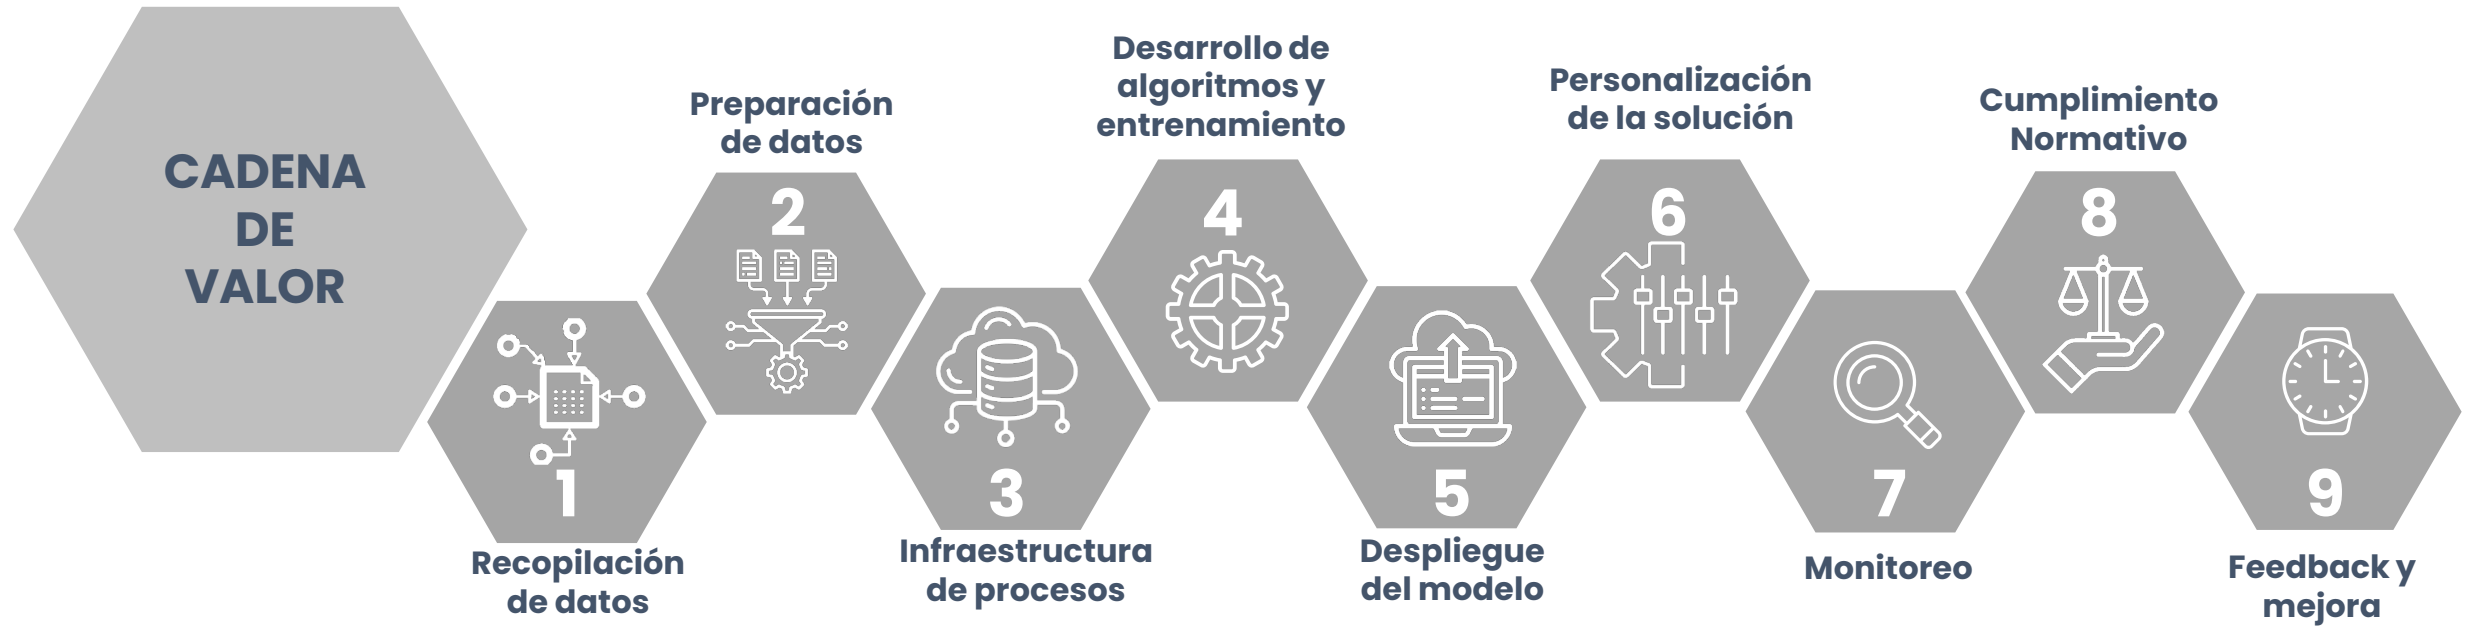 CADENA
DE
VALOR
1
Recopilación
de datos
Preparación
de datos
2
3
Infraestructura
de procesos
Desarrollo de
algoritmos y
entrenamiento
4
5
Despliegue
del modelo
Personalización
de la solución
6
7
Monitoreo
Cumplimiento
Normativo
8
9
Feedback y
mejora